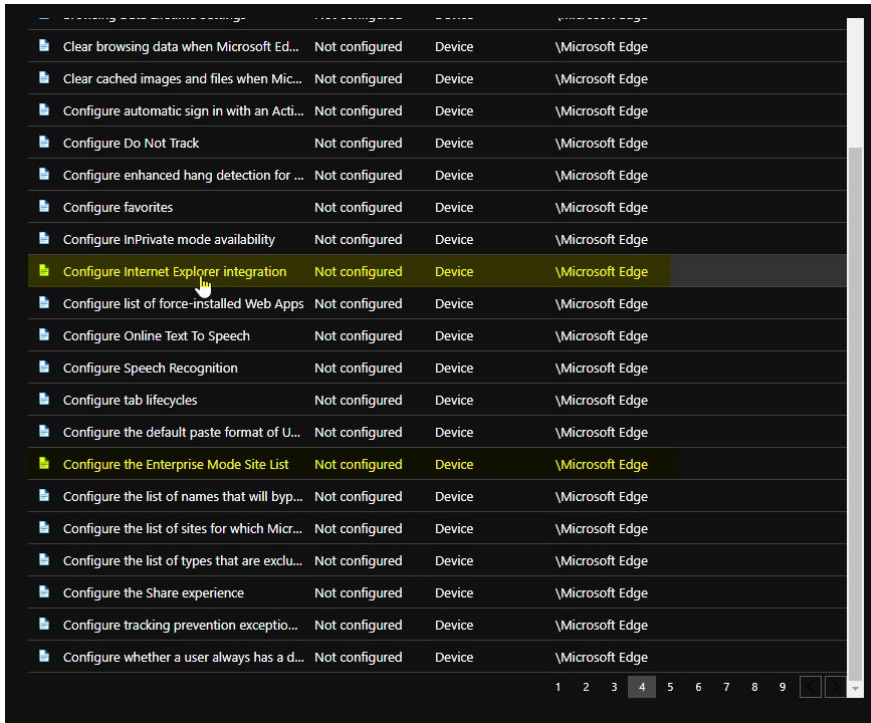 Clear browsing data when Microsoft Ed... Not configured Device \Microsoft Edge
Clear cached images and files when Mic... Not configured Device \Microsoft Edge
Configure automatic sign in with an Acti... Not configured Device \Microsoft Edge
Configure Do Not Track Not configured Device \Microsoft Edge
Configure enhanced hang detection for ... Not configured Device \Microsoft Edge
Configure favorites Not configured Device \Microsoft Edge
Configure InPrivate mode availability Not configured Device \Microsoft Edge
Configure Internet Explorer integration Not configured Device \Microsoft Edge
Configure list of force-installed Web Apps Not configured Device \Microsoft Edge
Configure Online Text To Speech Not configured Device \Microsoft Edge
Configure Speech Recognition Not configured Device \Microsoft Edge
Configure tab lifecycles Not configured Device \Microsoft Edge
Configure the default paste format of U... Not configured Device \Microsoft Edge
Configure the Enterprise Mode Site List Not configured Device \Microsoft Edge
Configure the list of names that will byp... Not configured Device \Microsoft Edge
Configure the list of sites for which Micr... Not configured Device \Microsoft Edge
Configure the list of types that are exclu... Not configured Device \Microsoft Edge
Configure the Share experience Not configured Device \Microsoft Edge
Configure tracking prevention exceptio... Not configured Device \Microsoft Edge
Configure whether a user always has a d... Not configured Device \Microsoft Edge
1 2 3 4 5 6 7 8 9